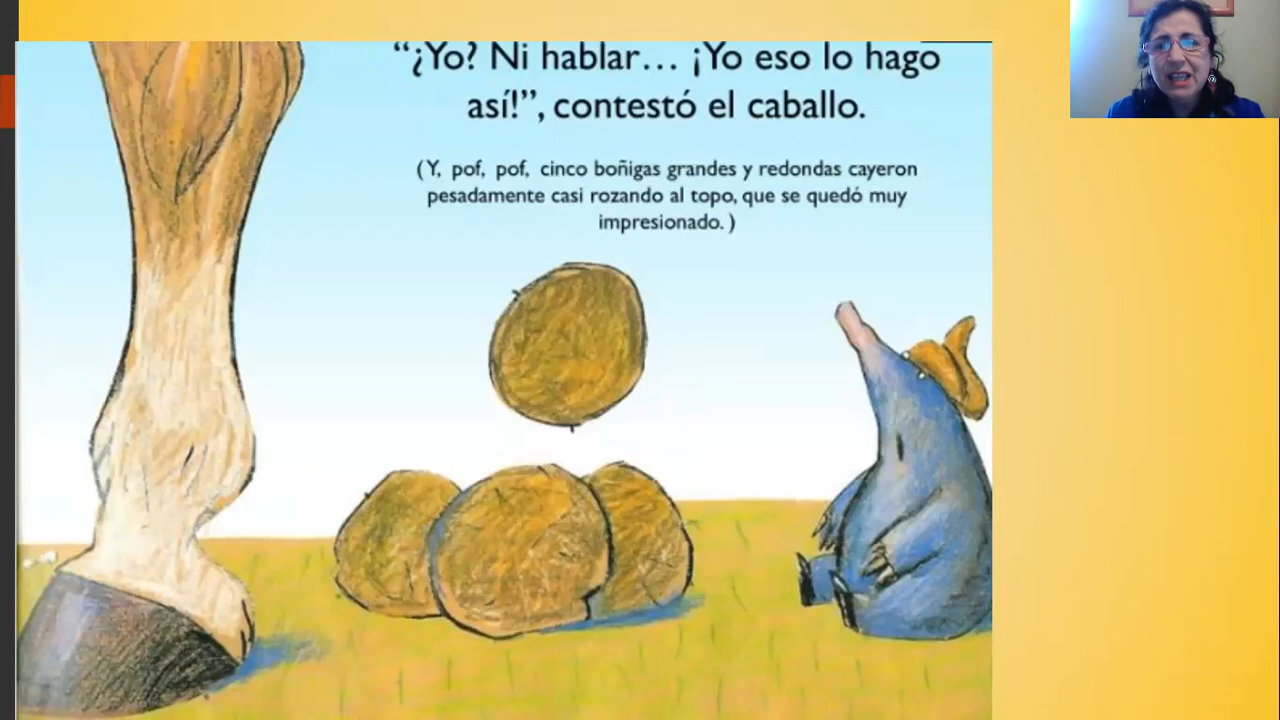 “¿Yo? Ni hablar... ¡Yo eso lo hago
así!”, contestó el caballo.
(Y, pof, pof, cinco boñigas grandes y redondas cayeron
pesadamente casi rozando al topo, que se quedó muy
impresionado. )